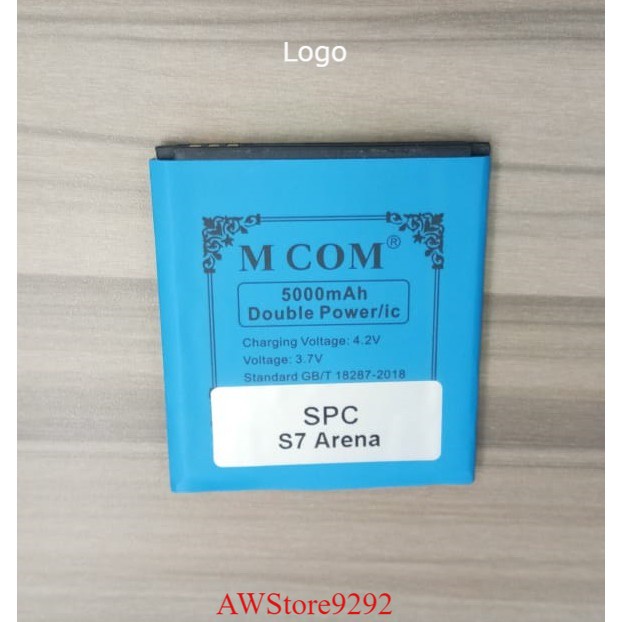 Logo
M COM®
5000mAh
Double Power/ic
Charging Voltage: 4.2V
Voltage: 3.7V
Standard GB/T 18287-2018
SPC
S7 Arena
AWStore9292